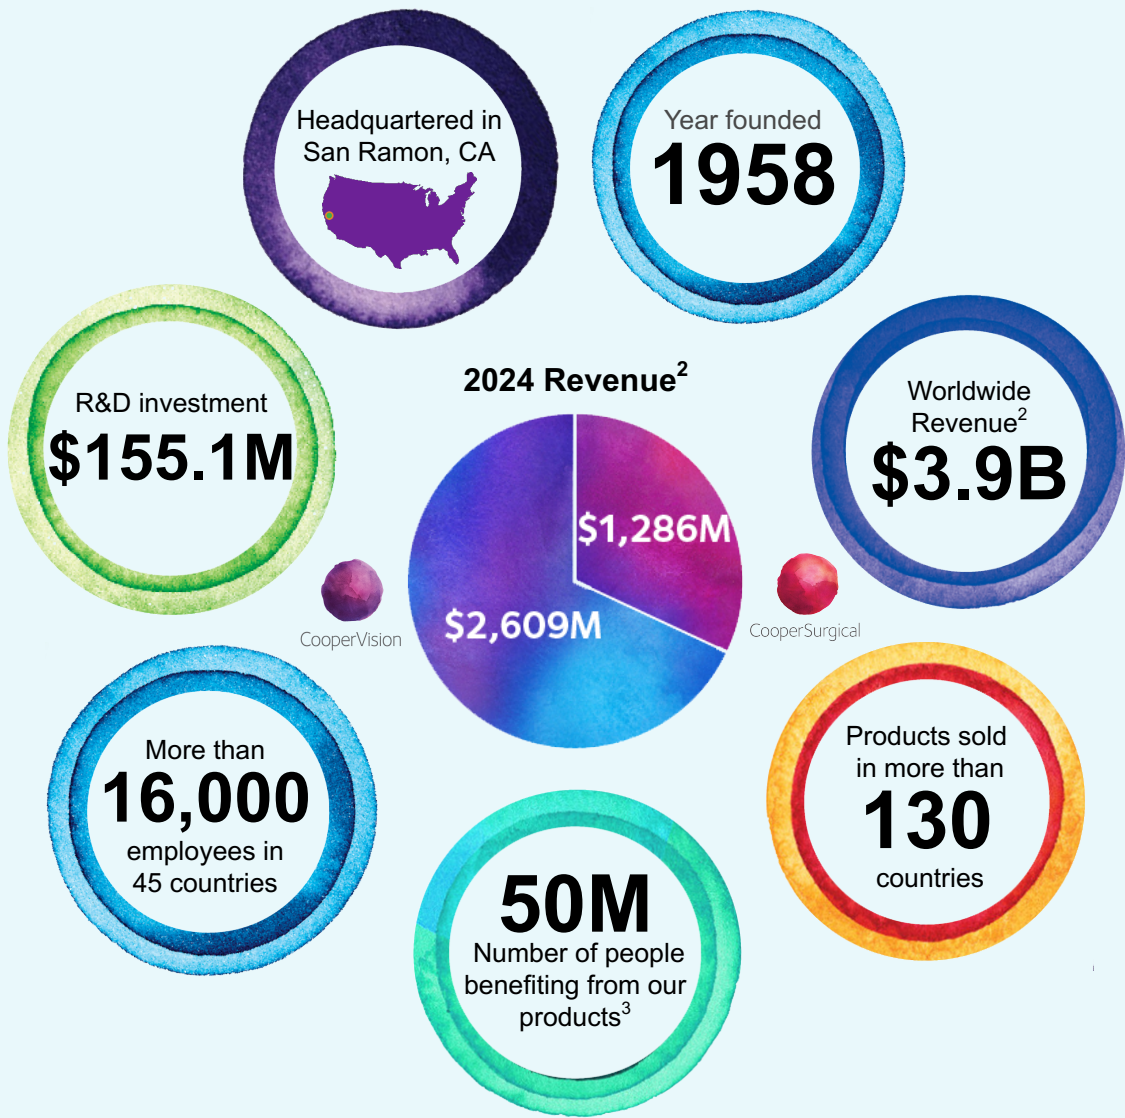 Headquartered in
San Ramon, CA
Year founded
1958
R&D investment
$155.1M
2024 Revenue²
$1,286M
$2,609M
CooperVision
CooperSurgical
Worldwide
Revenue²
$3.9B
More than
16,000
employees in
45 countries
50M
Number of people
benefiting from our
products³
Products sold
in more than
130
countries